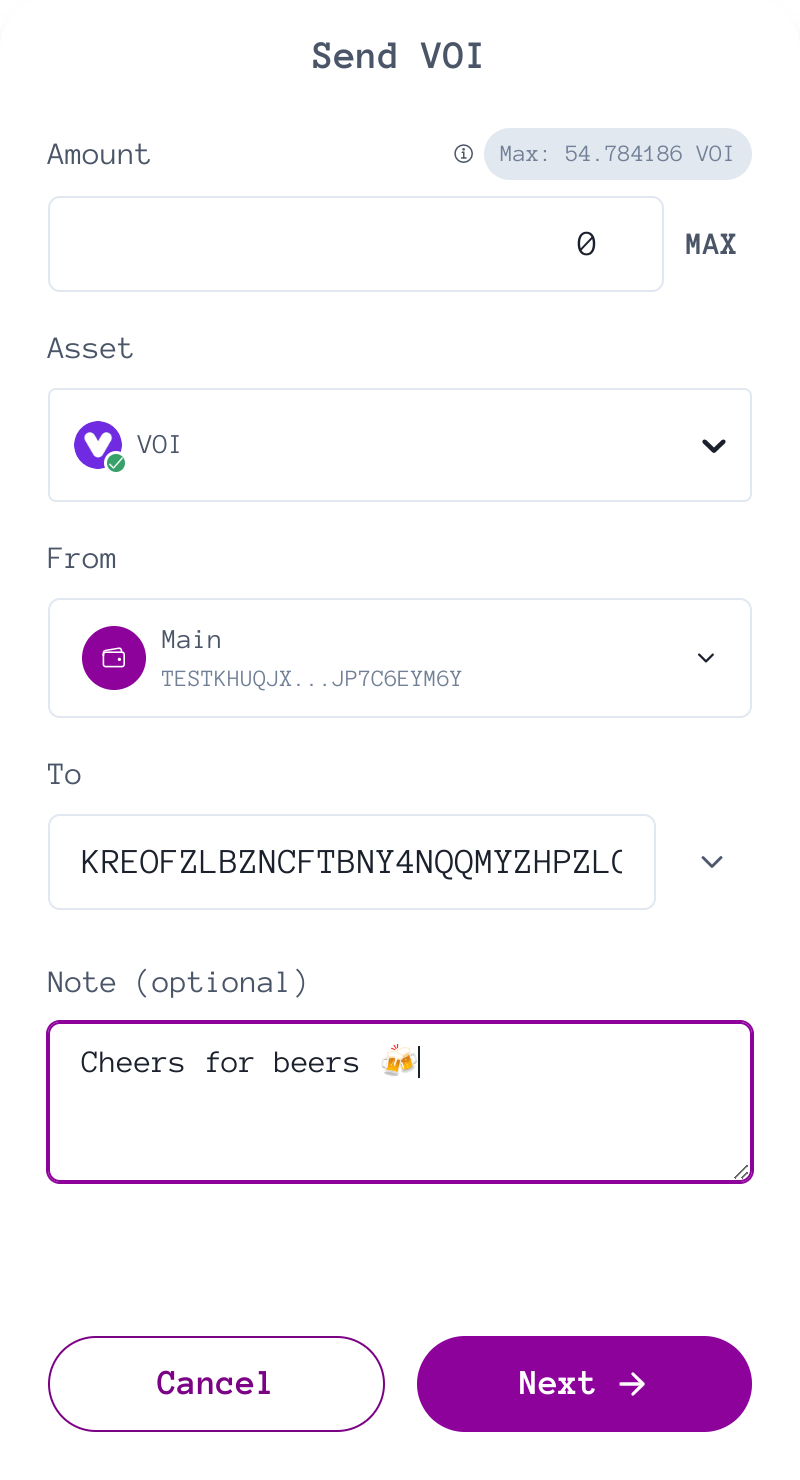 Send VOI
Amount
Max: 54.784186 VOI
0
MAX
Asset
VOI
From
Main
TESTKHUQJX...JP7C6EYM6Y
To
KREOFZLBZNCFTBNY4NQQMYZHPZL
Note (optional)
Cheers for beers 🍻
Cancel
Next →